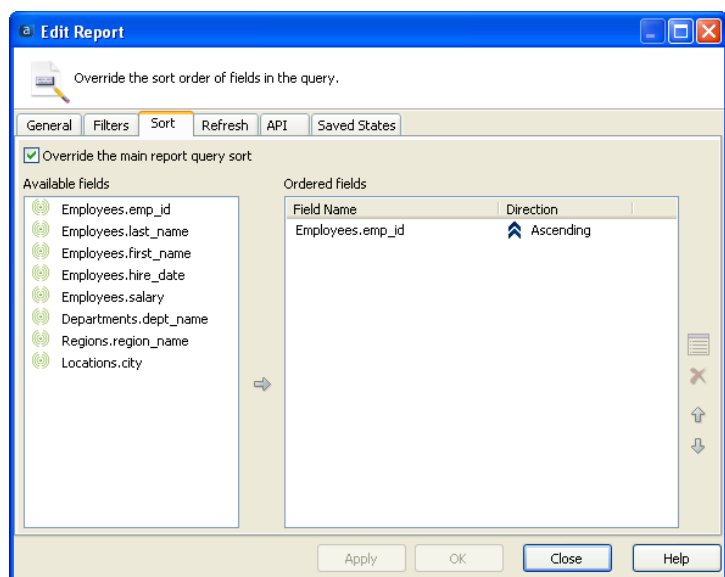 a Edit Report
Override the sort order of fields in the query.
General Filters Sort Refresh API Saved States
Override the main report query sort
Available fields
Ordered fields
Employees.emp_id
Employees.last_name
Employees.first_name
Employees.hire_date
Employees.salary
Departments.dept_name
Regions.region_name
Locations.city
Field Name Direction
Employees.emp_id Ascending
Apply OK Close Help